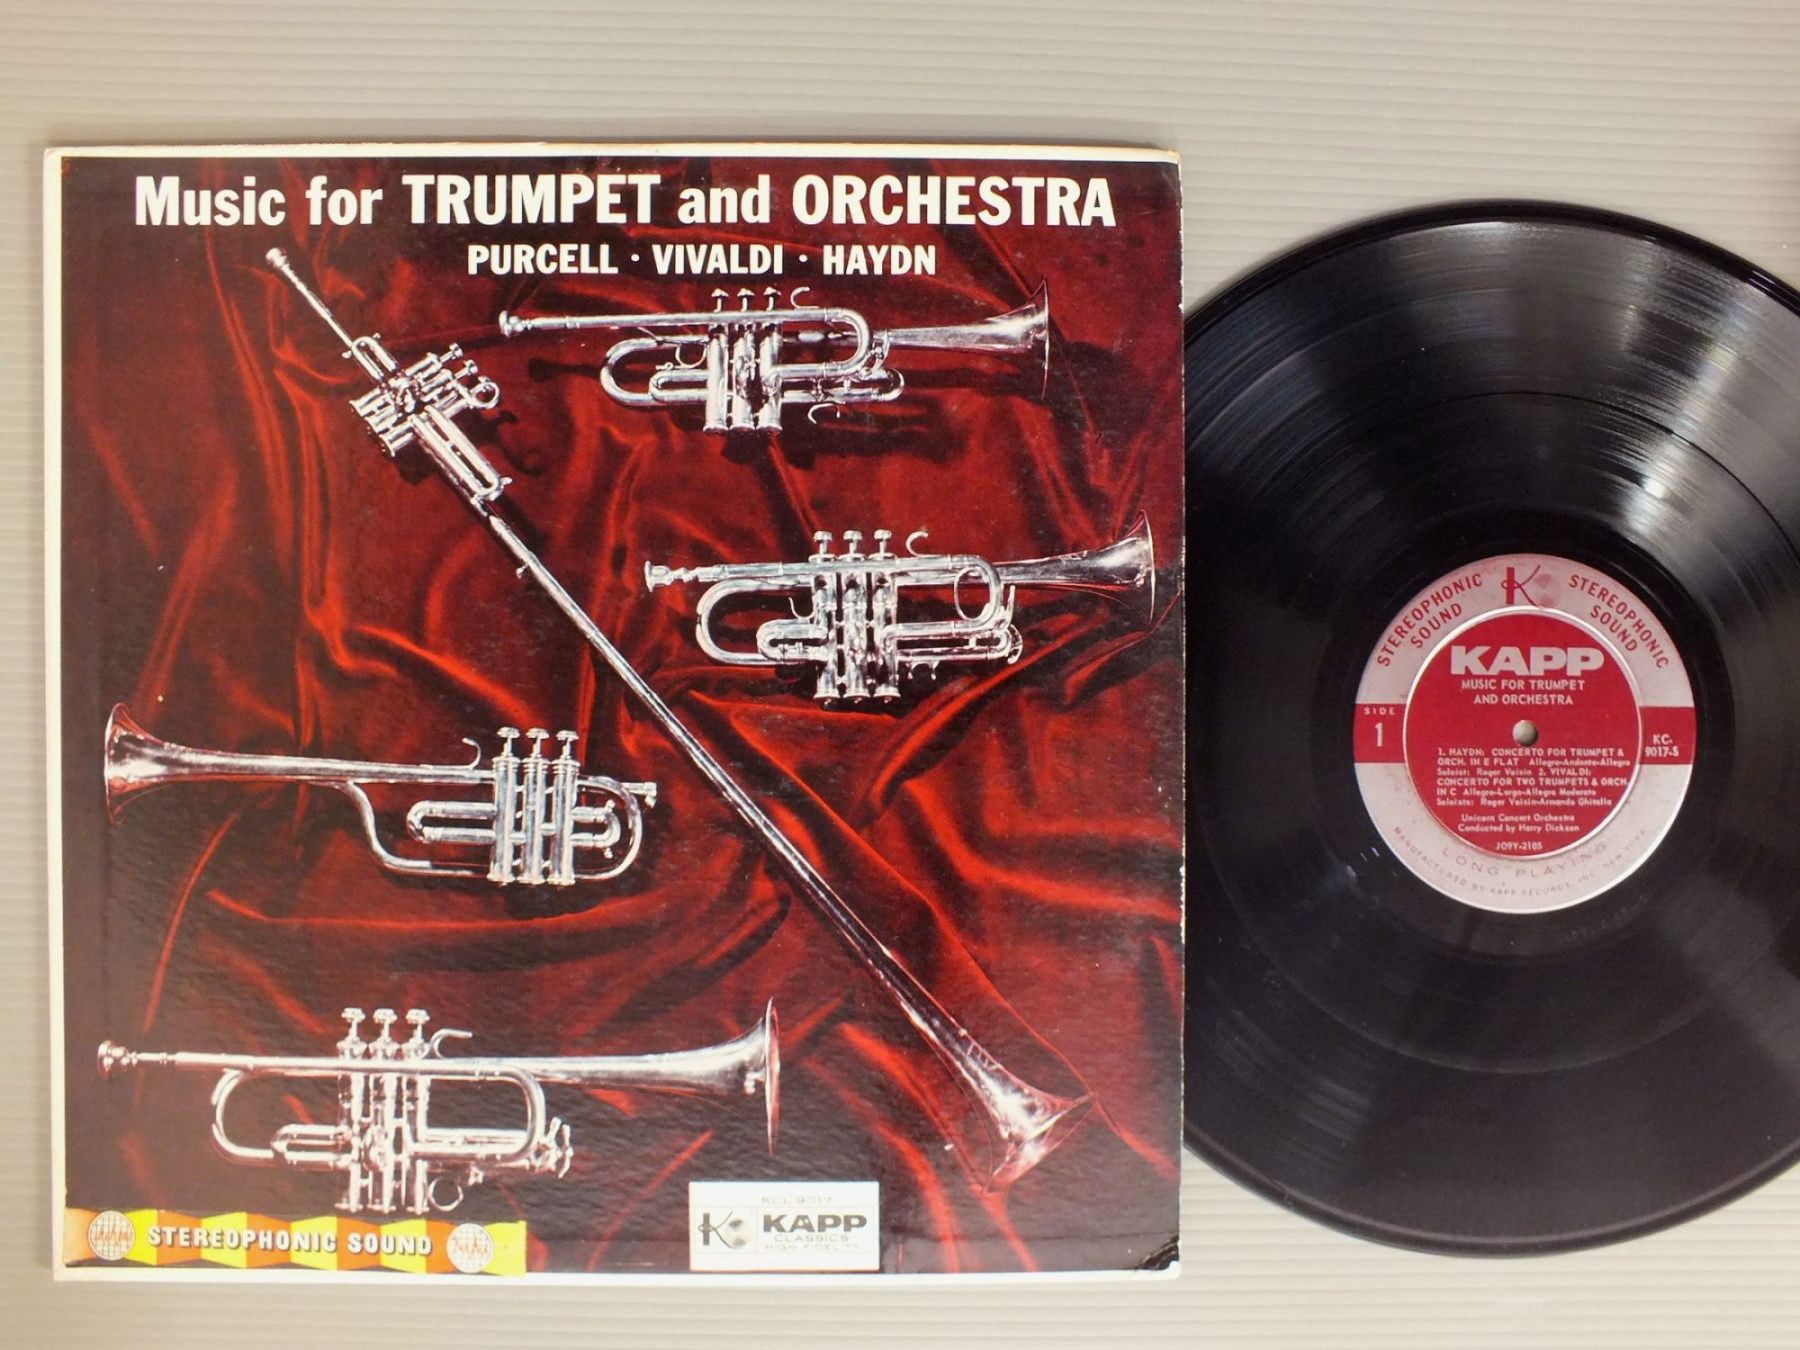 Music for TRUMPET and ORCHESTRA
PURCELL · VIVALDI · HAYDN
STEREOPHONIC SOUND
KCL-9017
K
KAPP
CLASSICS
HIGH FIDELITY
STEREOPHONIC SOUND
K
STEREOPHONIC SOUND
KAPP
MUSIC FOR TRUMPET
AND ORCHESTRA
SIDE
1
KC-
9017-S
1. HAYDN: CONCERTO FOR TRUMPET &
ORCH. IN E FLAT Allegro-Andante-Allegro
Soloist: Roger Voisin 2. VIVALDI:
CONCERTO FOR TWO TRUMPETS & ORCH.
IN C Allegro-Largo-Allegro Moderato
Soloists: Roger Voisin-Armando Ghitalla
Unicorn Concert Orchestra
Conducted by Harry Dickson
J09Y-2185
LONG PLAYING
MANUFACTURED BY KAPP RECORDS, INC. NEW YORK